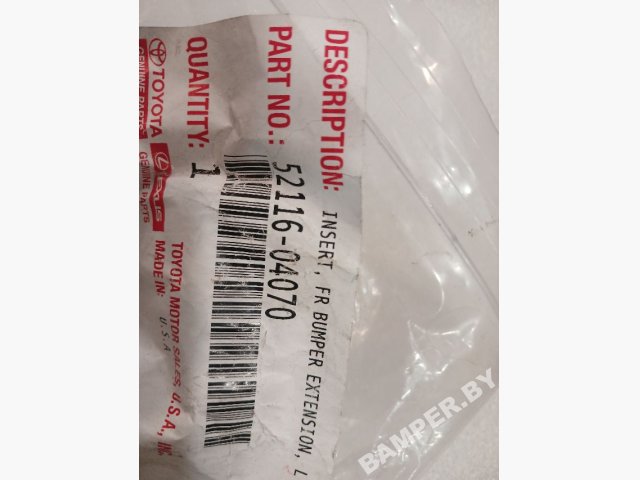 DESCRIPTION: INSERT, FR BUMPER EXTENSION, L
PART NO.: 52116-04070
QUANTITY: 1
TOYOTA
GENUINE PARTS
LEXUS
GENUINE PARTS
TOYOTA MOTOR SALES, U.S.A.,
MADE IN: U.S.A
BAMPER.BY